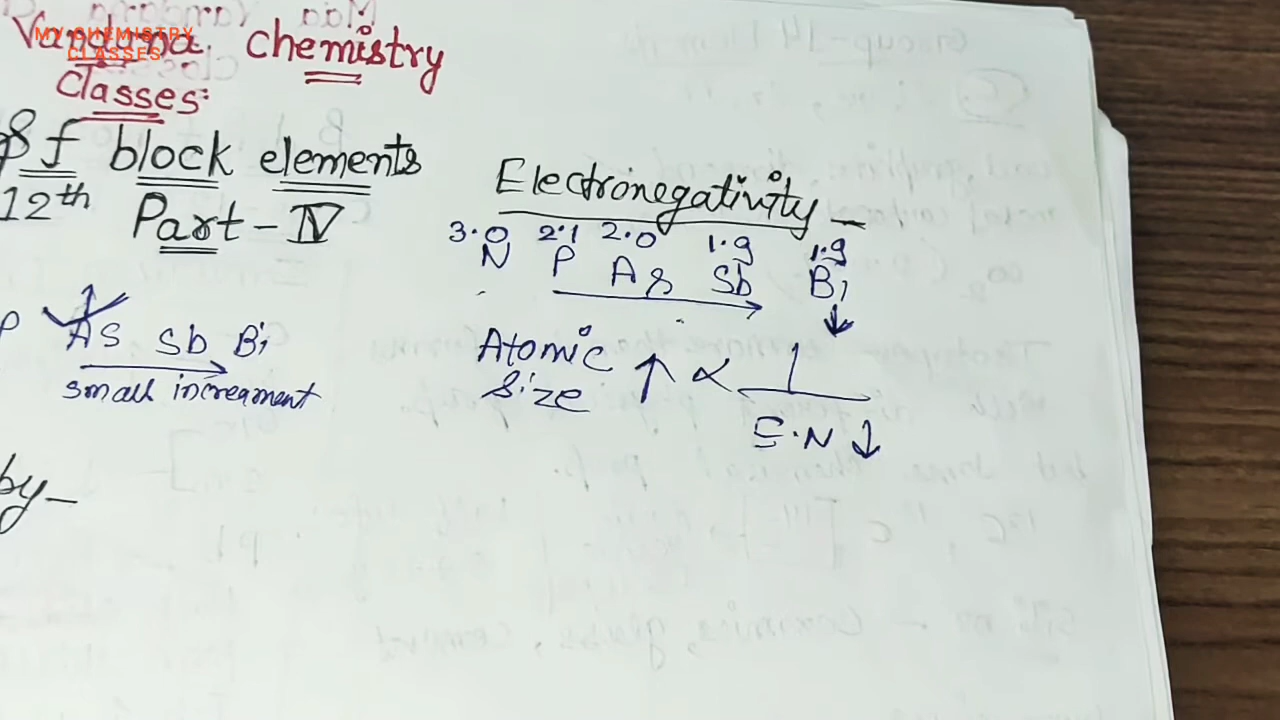 MY CHEMISTRY
CLASSES
Vandana chemistry
Classes:
f block elements
12th Part - IV
As Sb Bi
small increament
by-
Electronegativity -
3.0 2.1 2.0 1.9 1.9
N P As Sb Bi
Atomic Size ↑ ∝ 1
E.N ↓